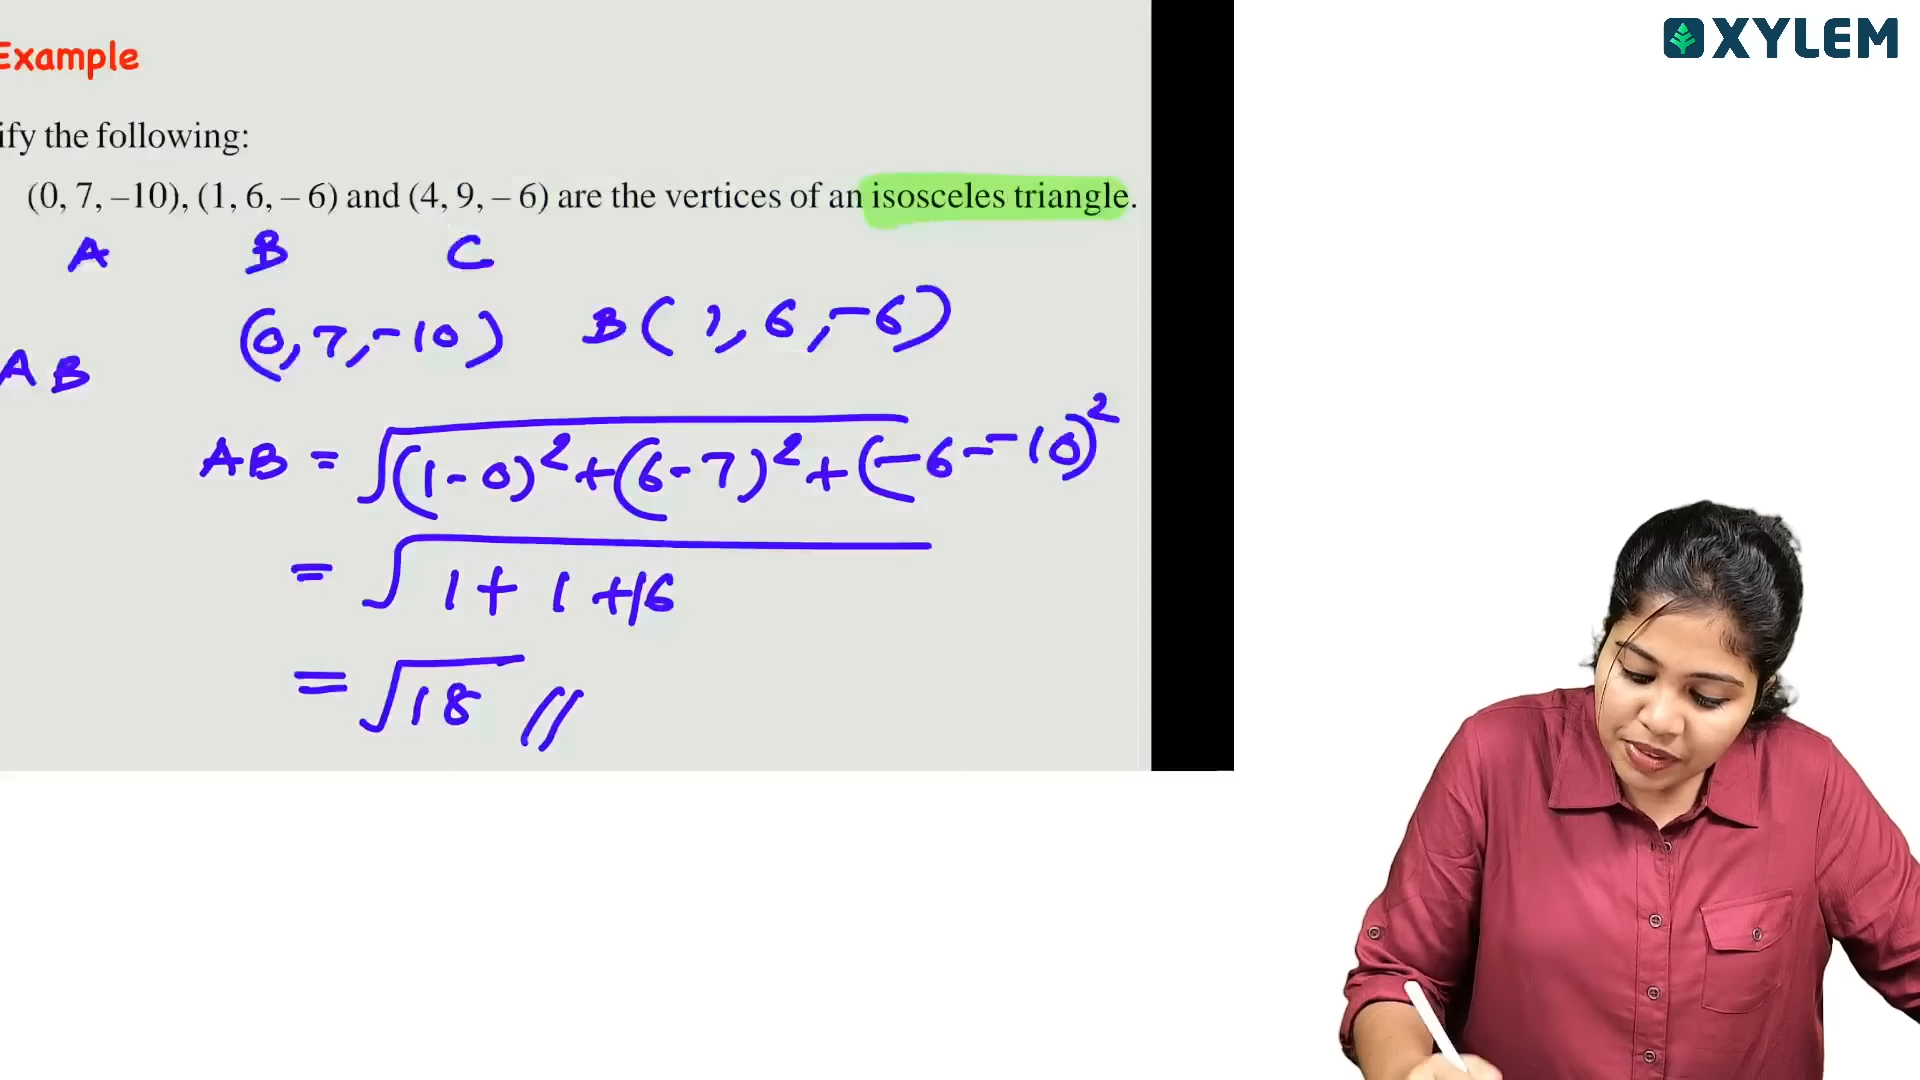 XYLEM
Example
ify the following:
(0, 7, –10), (1, 6, – 6) and (4, 9, – 6) are the vertices of an isosceles triangle.
A B C
(0, 7, -10) B (1, 6, -6)
AB
AB = √(1-0)² + (6-7)² + (-6--10)²
= √1 + 1 + 16
= √18 //